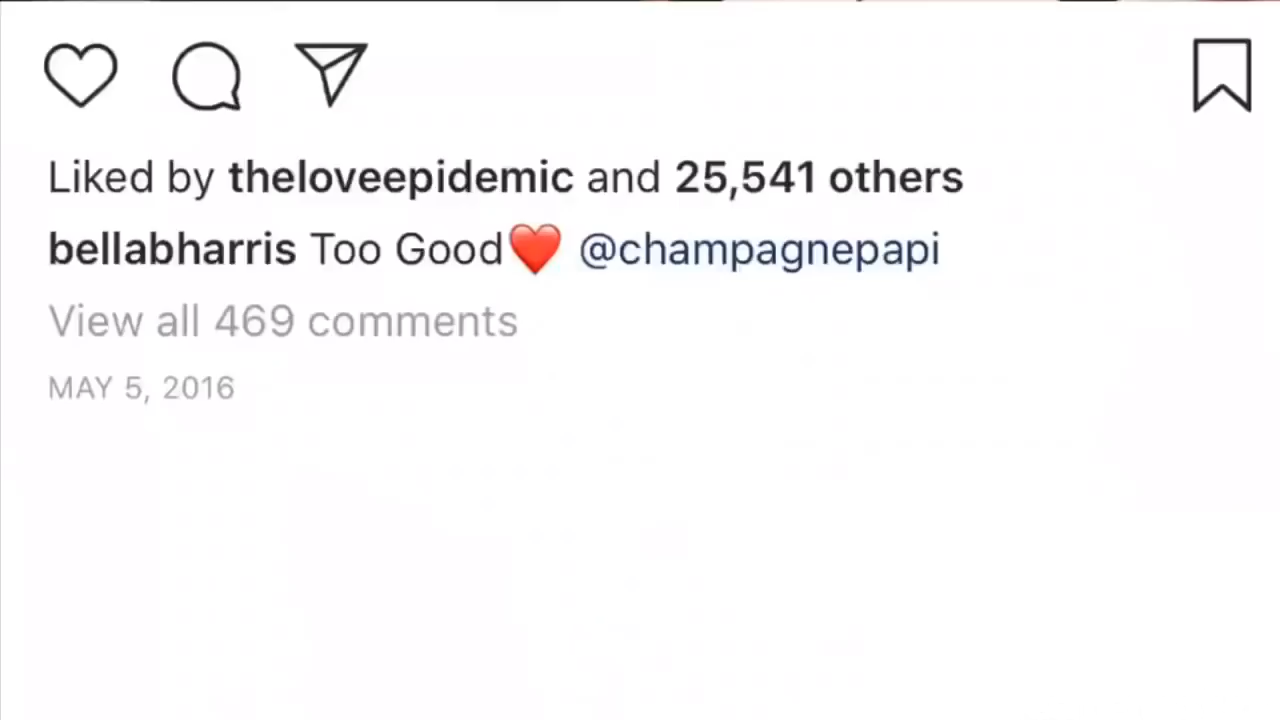 Liked by theloveepidemic and 25,541 others
bellabharris Too Good❤️ @champagnepapi
View all 469 comments
MAY 5, 2016